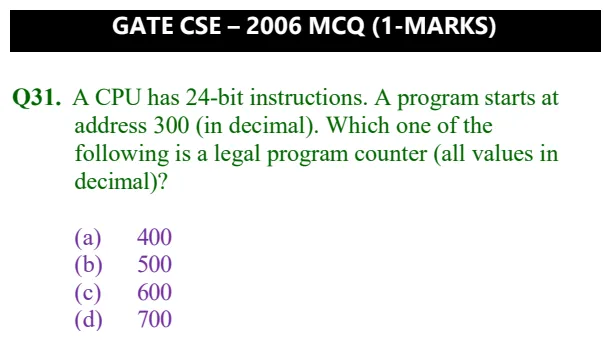 GATE CSE – 2006 MCQ (1-MARKS)
Q31. A CPU has 24-bit instructions. A program starts at
address 300 (in decimal). Which one of the
following is a legal program counter (all values in
decimal)?
(a) 400
(b) 500
(c) 600
(d) 700